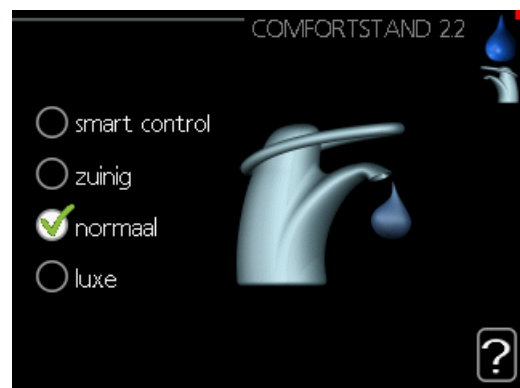 COMFORTSTAND 2.2
smart control
zuinig
normaal
luxe
?